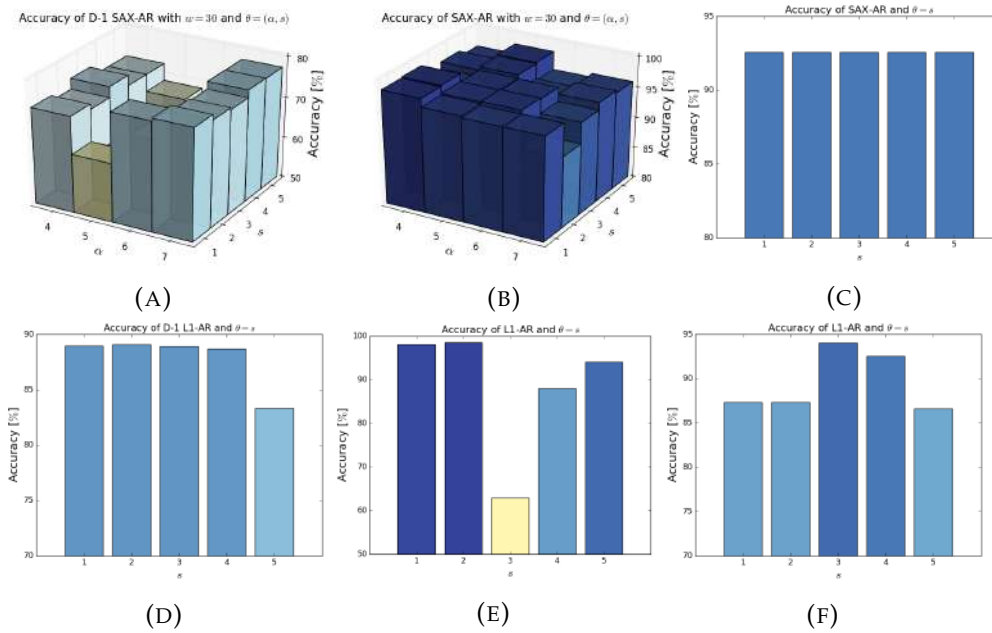 Accuracy of D-1 SAX-AR with w = 30 and θ = (α, s)
80
70
60
50
Accuracy [%]
4
5
6
7
α
1
2
3
4
5
s
(A)
Accuracy of SAX-AR with w = 30 and θ = (α, s)
100
95
90
85
80
Accuracy [%]
4
5
6
7
α
1
2
3
4
5
s
(B)
Accuracy of SAX-AR and θ = s
95
90
85
80
Accuracy [%]
1 2 3 4 5
s
(C)
Accuracy of D-1 L1-AR and θ = s
90
85
80
75
70
Accuracy [%]
1 2 3 4 5
s
(D)
Accuracy of L1-AR and θ = s
100
90
80
70
60
50
Accuracy [%]
1 2 3 4 5
s
(E)
Accuracy of L1-AR and θ = s
95
90
85
80
75
70
Accuracy [%]
1 2 3 4 5
s
(F)